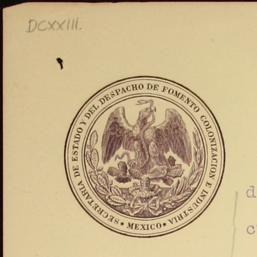 DCXXIII.
SECRETARIA DE ESTADO Y DEL DESPACHO DE FOMENTO COLONIZACION E INDUSTRIA
• MEXICO •
d
c